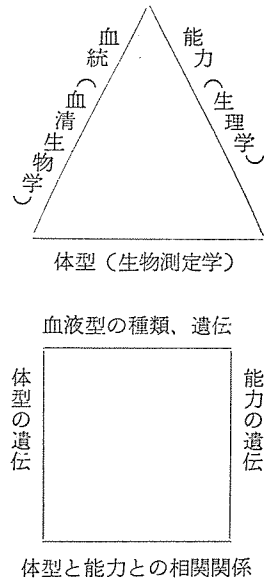 血統（血清生物学）
能力（生理学）
体型（生物測定学）
血液型の種類、遺伝
体型の遺伝
能力の遺伝
体型と能力との相関関係